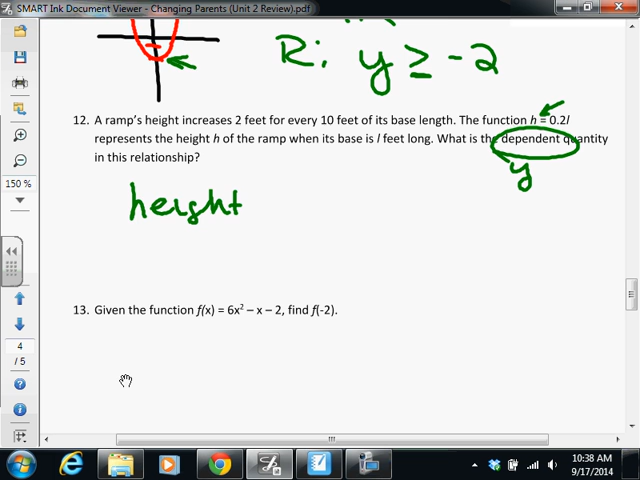 SMART Ink Document Viewer - Changing Parents (Unit 2 Review).pdf
R: y ≥ -2
12. A ramp's height increases 2 feet for every 10 feet of its base length. The function h = 0.2l
represents the height h of the ramp when its base is l feet long. What is the dependent quantity
in this relationship?
y
height
150 %
13. Given the function f(x) = 6x² – x – 2, find f(-2).
4
/ 5
10:38 AM
9/17/2014